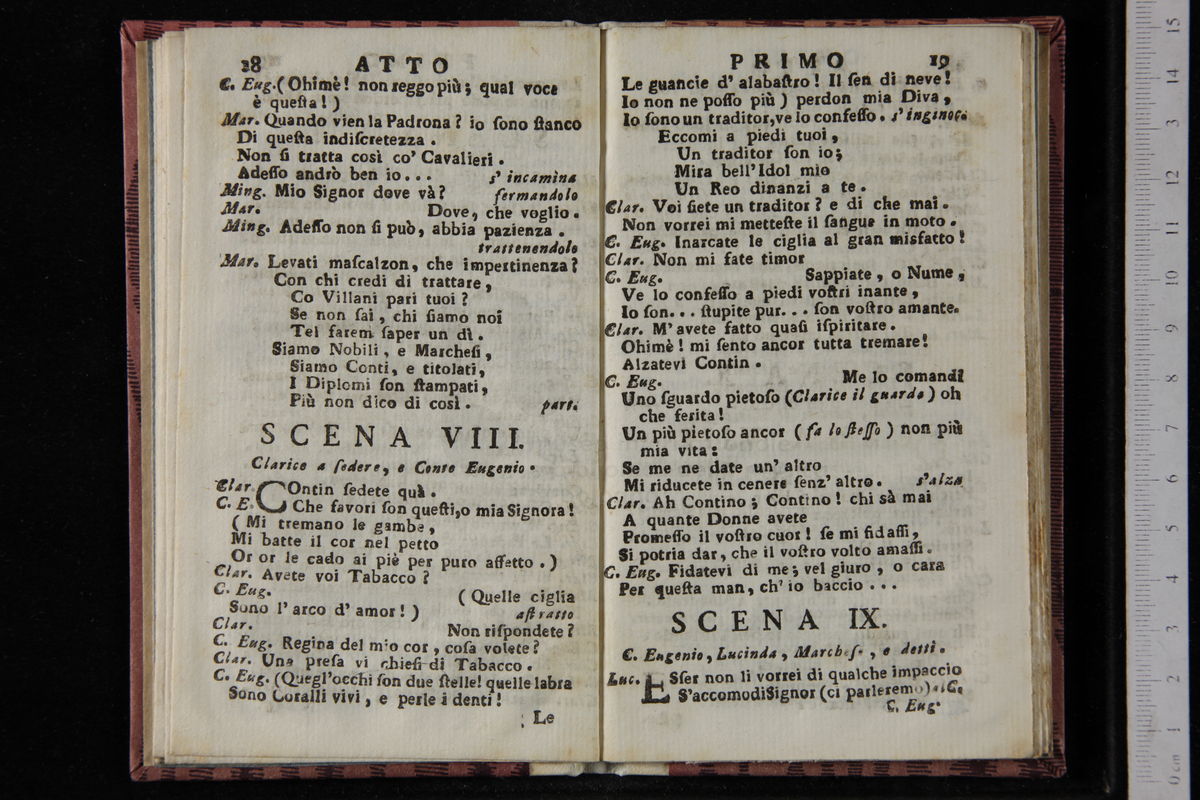 28 ATTO
C. Eug. ( Ohimè! non reggo più; qual voce
è queſta! )
Mar. Quando vien la Padrona? io ſono ſtanco
Di queſta indiſcretezza.
Non ſi tratta così co' Cavalieri.
Adeſſo andrò ben io... s' incamina
Ming. Mio Signor dove và? fermandolo
Mar. Dove, che voglio.
Ming. Adeſſo non ſi può, abbia pazienza.
trattenendolo
Mar. Levati maſcalzon, che impertinenza?
Con chi credi di trattare,
Co Villani pari tuoi?
Se non ſai, chi ſiamo noi
Tel farem ſaper un dì.
Siamo Nobili, e Marcheſi,
Siamo Conti, e titolati,
I Diplomi ſon ſtampati,
Più non dico di così. part.
SCENA VIII.
Clarice a ſedere, e Conte Eugenio.
Clar. COntin ſedete quà.
C. E. Che favori ſon queſti, o mia Signora!
( Mi tremano le gambe,
Mi batte il cor nel petto
Or or le cado ai piè per puro affetto. )
Clar. Avete voi Tabacco?
C. Eug. ( Quelle ciglia
Sono l' arco d' amor! ) aſtratto
Clar. Non riſpondete?
C. Eug. Regina del mio cor, coſa volete?
Clar. Una preſa vi chieſi di Tabacco.
C. Eug. (Quegl'occhi ſon due ſtelle! quelle labra
Sono Coralli vivi, e perle i denti!
Le
PRIMO 19
Le guancie d' alabaſtro! Il ſen di neve!
Io non ne poſſo più ) perdon mia Diva,
Io ſono un traditor, ve lo confeſſo. s' inginoc.
Eccomi a piedi tuoi,
Un traditor ſon io;
Mira bell' Idol mio
Un Reo dinanzi a te.
Clar. Voi ſiete un traditor? e di che mai.
Non vorrei mi metteſte il ſangue in moto.
C. Eug. Inarcate le ciglia al gran misfatto!
Clar. Non mi fate timor
C. Eug. Sappiate, o Nume,
Ve lo confeſſo a piedi voſtri inante,
Io ſon... ſtupite pur... ſon voſtro amante.
Clar. M' avete fatto quaſi iſpiritare.
Ohimè! mi ſento ancor tutta tremare!
Alzatevi Contin.
C. Eug. Me lo comandi
Uno ſguardo pietoſo (Clarice il guarda) oh
che ferita!
Un più pietoſo ancor ( fa lo ſteſſo ) non più
mia vita:
Se me ne date un' altro
Mi riducete in cenere ſenz' altro. s'alza
Clar. Ah Contino; Contino! chi sà mai
A quante Donne avete
Promeſſo il voſtro cuor! ſe mi fidaſſi,
Si potria dar, che il voſtro volto amaſſi.
C. Eug. Fidatevi di me; vel giuro, o cara
Per queſta man, ch' io baccio...
SCENA IX.
C. Eugenio, Lucinda, Marcheſ., e detti.
Luc. ESſer non li vorrei di qualche impaccio
S'accomodi Signor (ci parleremo)
C. Eug.